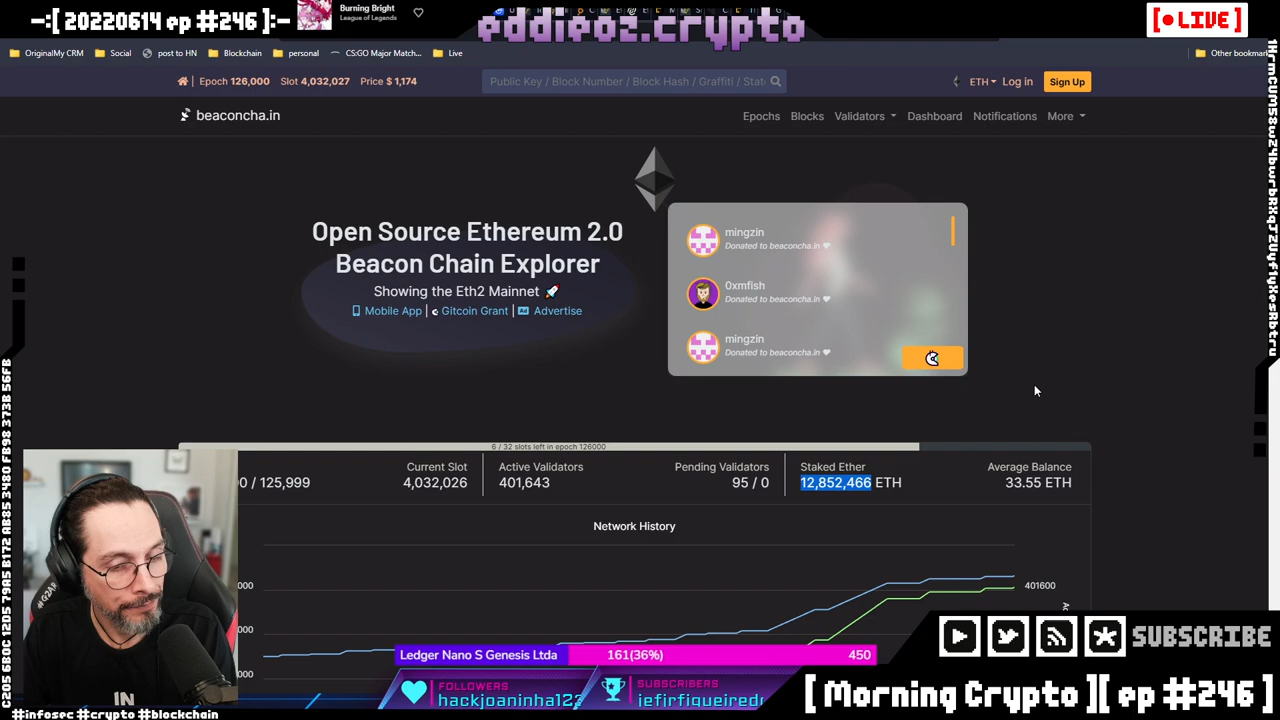 —:[ 20220614 ep #246 ]:—
Burning Bright
League of Legends
eddieoz.crypto
[●LIVE]
OriginalMy CRM
Social
post to HN
Blockchain
personal
CS:GO Major Match...
Live
Other bookmar
Epoch 126,000 Slot 4,032,027 Price $ 1,174
Public Key / Block Number / Block Hash / Graffiti / State
ETH Log in Sign Up
beaconcha.in
Epochs Blocks Validators Dashboard Notifications More
Open Source Ethereum 2.0
Beacon Chain Explorer
Showing the Eth2 Mainnet 🚀
Mobile App | Gitcoin Grant | Ad Advertise
mingzin
Donated to beaconcha.in
0xmfish
Donated to beaconcha.in
mingzin
Donated to beaconcha.in
6 / 32 slots left in epoch 126000
Current Slot Active Validators Pending Validators Staked Ether Average Balance
/ 125,999 4,032,026 401,643 95 / 0 12,852,466 ETH 33.55 ETH
Network History
401600
Ledger Nano S Genesis Ltda 161(36%) 450
FOLLOWERS
hackjoaninha122
SUBSCRIBERS
SUBSCRIBE
[ Morning Crypto ][ ep #246 ]
#infosec #crypto #blockchain